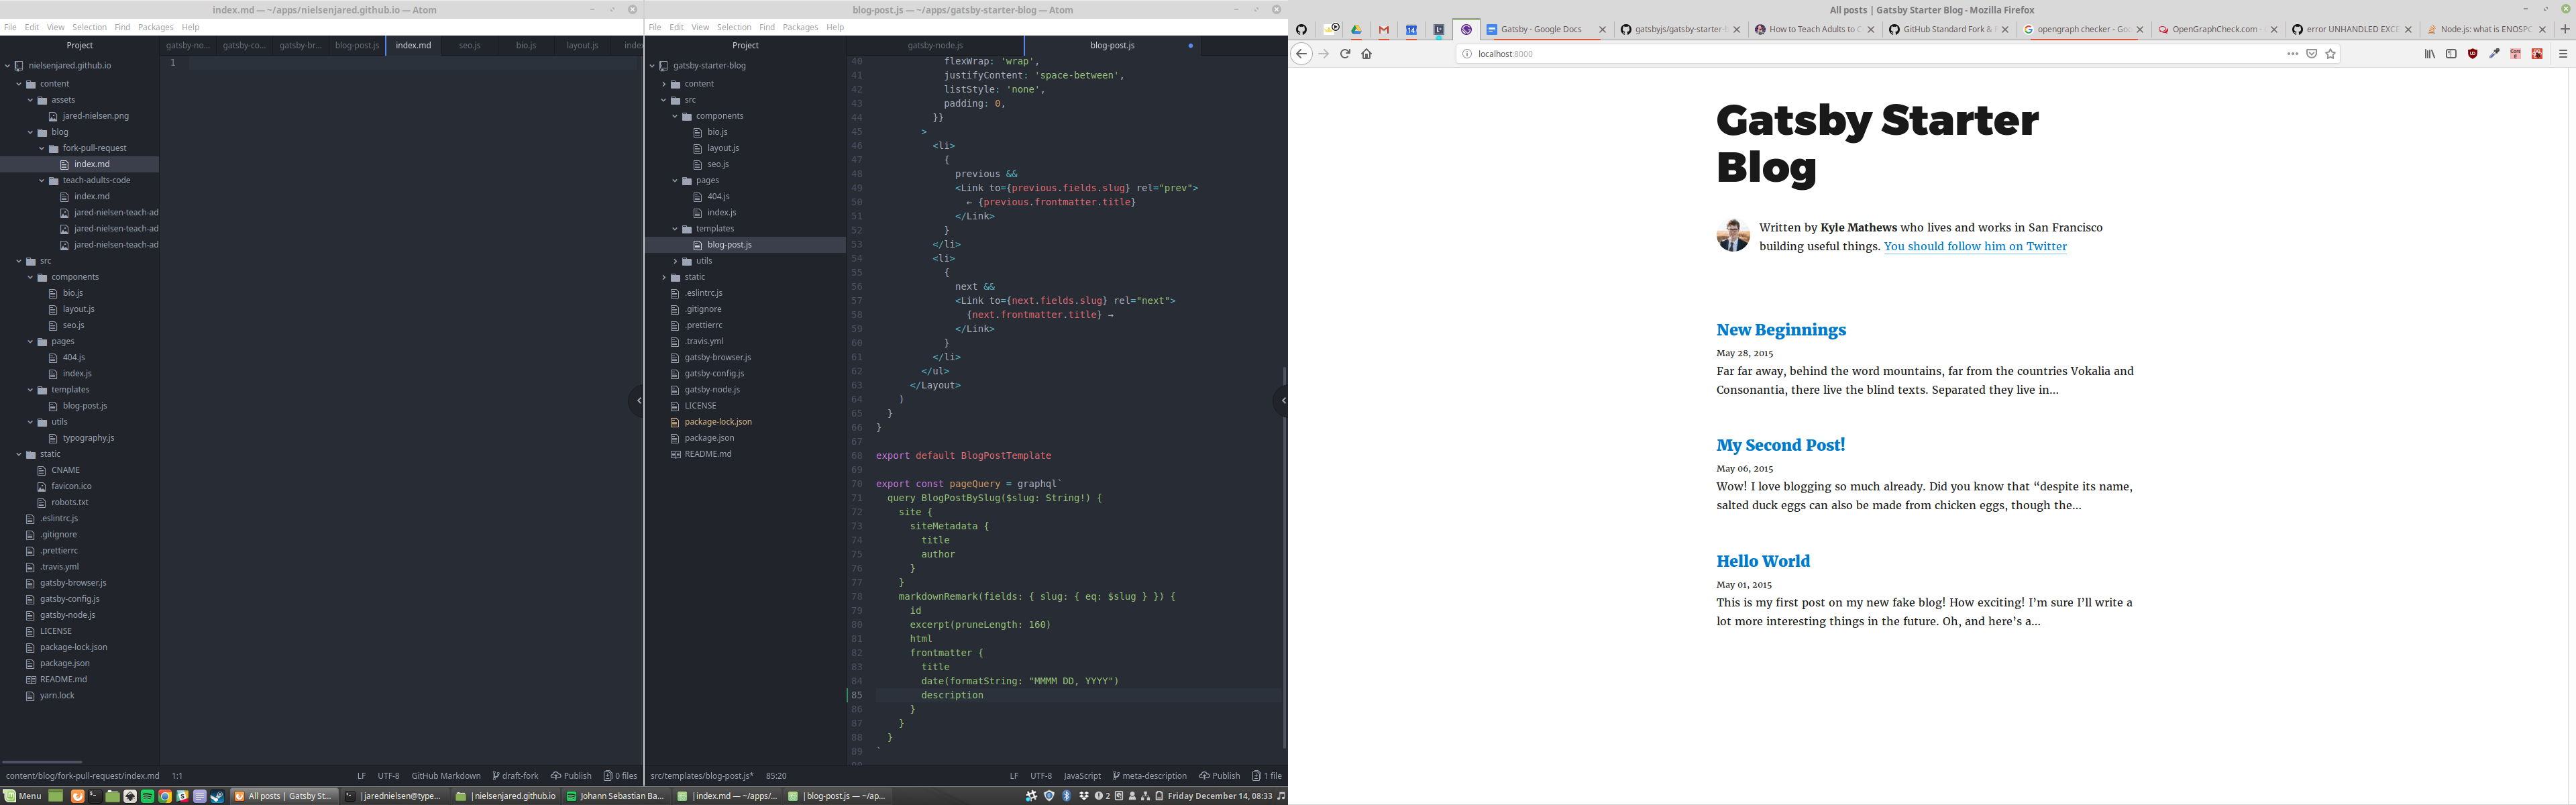 index.md — ~/apps/nielsenjared.github.io — Atom
File Edit View Selection Find Packages Help
Project
gatsby-no... gatsby-co... gatsby-br... blog-post.js index.md seo.js bio.js layout.js index
nielsenjared.github.io
content
assets
jared-nielsen.png
blog
fork-pull-request
index.md
teach-adults-code
index.md
jared-nielsen-teach-ad
jared-nielsen-teach-ad
jared-nielsen-teach-ad
src
components
bio.js
layout.js
seo.js
pages
404.js
index.js
templates
blog-post.js
utils
typography.js
static
CNAME
favicon.ico
robots.txt
.eslintrc.js
.gitignore
.prettierrc
.travis.yml
gatsby-browser.js
gatsby-config.js
gatsby-node.js
LICENSE
package-lock.json
package.json
README.md
yarn.lock
1
content/blog/fork-pull-request/index.md 1:1 LF UTF-8 GitHub Markdown draft-fork Publish 0 files
blog-post.js — ~/apps/gatsby-starter-blog — Atom
File Edit View Selection Find Packages Help
Project
gatsby-node.js blog-post.js
gatsby-starter-blog
content
src
components
bio.js
layout.js
seo.js
pages
404.js
index.js
templates
blog-post.js
utils
static
.eslintrc.js
.gitignore
.prettierrc
.travis.yml
gatsby-browser.js
gatsby-config.js
gatsby-node.js
LICENSE
package-lock.json
package.json
README.md
40 flexWrap: 'wrap',
41 justifyContent: 'space-between',
42 listStyle: 'none',
43 padding: 0,
44 }}
45 >
46 <li>
47 {
48 previous &&
49 <Link to={previous.fields.slug} rel="prev">
50 ← {previous.frontmatter.title}
51 </Link>
52 }
53 </li>
54 <li>
55 {
56 next &&
57 <Link to={next.fields.slug} rel="next">
58 {next.frontmatter.title} →
59 </Link>
60 }
61 </li>
62 </ul>
63 </Layout>
64 )
65 }
66 }
67
68 export default BlogPostTemplate
69
70 export const pageQuery = graphql`
71 query BlogPostBySlug($slug: String!) {
72 site {
73 siteMetadata {
74 title
75 author
76 }
77 }
78 markdownRemark(fields: { slug: { eq: $slug } }) {
79 id
80 excerpt(pruneLength: 160)
81 html
82 frontmatter {
83 title
84 date(formatString: "MMMM DD, YYYY")
85 description
86 }
87 }
88 }
89 `
src/templates/blog-post.js* 85:20 LF UTF-8 JavaScript meta-description Publish 1 file
All posts | Gatsby Starter Blog - Mozilla Firefox
Gatsby - Google Docs gatsbyjs/gatsby-starter-b How to Teach Adults to C GitHub Standard Fork & opengraph checker - Goo OpenGraphCheck.com - error UNHANDLED EXCE Node.js: what is ENOSPC
localhost:8000
Gatsby Starter
Blog
Written by Kyle Mathews who lives and works in San Francisco
building useful things. You should follow him on Twitter
New Beginnings
May 28, 2015
Far far away, behind the word mountains, far from the countries Vokalia and
Consonantia, there live the blind texts. Separated they live in…
My Second Post!
May 06, 2015
Wow! I love blogging so much already. Did you know that “despite its name,
salted duck eggs can also be made from chicken eggs, though the…
Hello World
May 01, 2015
This is my first post on my new fake blog! How exciting! I’m sure I’ll write a
lot more interesting things in the future. Oh, and here’s a…
Menu All posts | Gatsby St... |jarednielsen@type... |nielsenjared.github.io Johann Sebastian Ba... |index.md — ~/apps/... |blog-post.js — ~/ap... 2 Friday December 14, 08:33